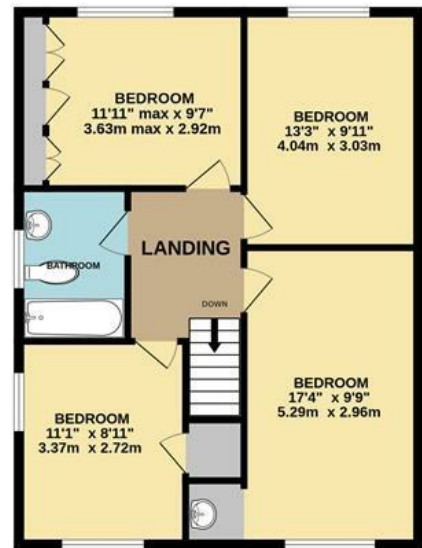 BEDROOM
11'11" max x 9'7"
3.63m max x 2.92m
BEDROOM
13'3" x 9'11"
4.04m x 3.03m
BATHROOM
LANDING
DOWN
BEDROOM
11'1" x 8'11"
3.37m x 2.72m
BEDROOM
17'4" x 9'9"
5.29m x 2.96m